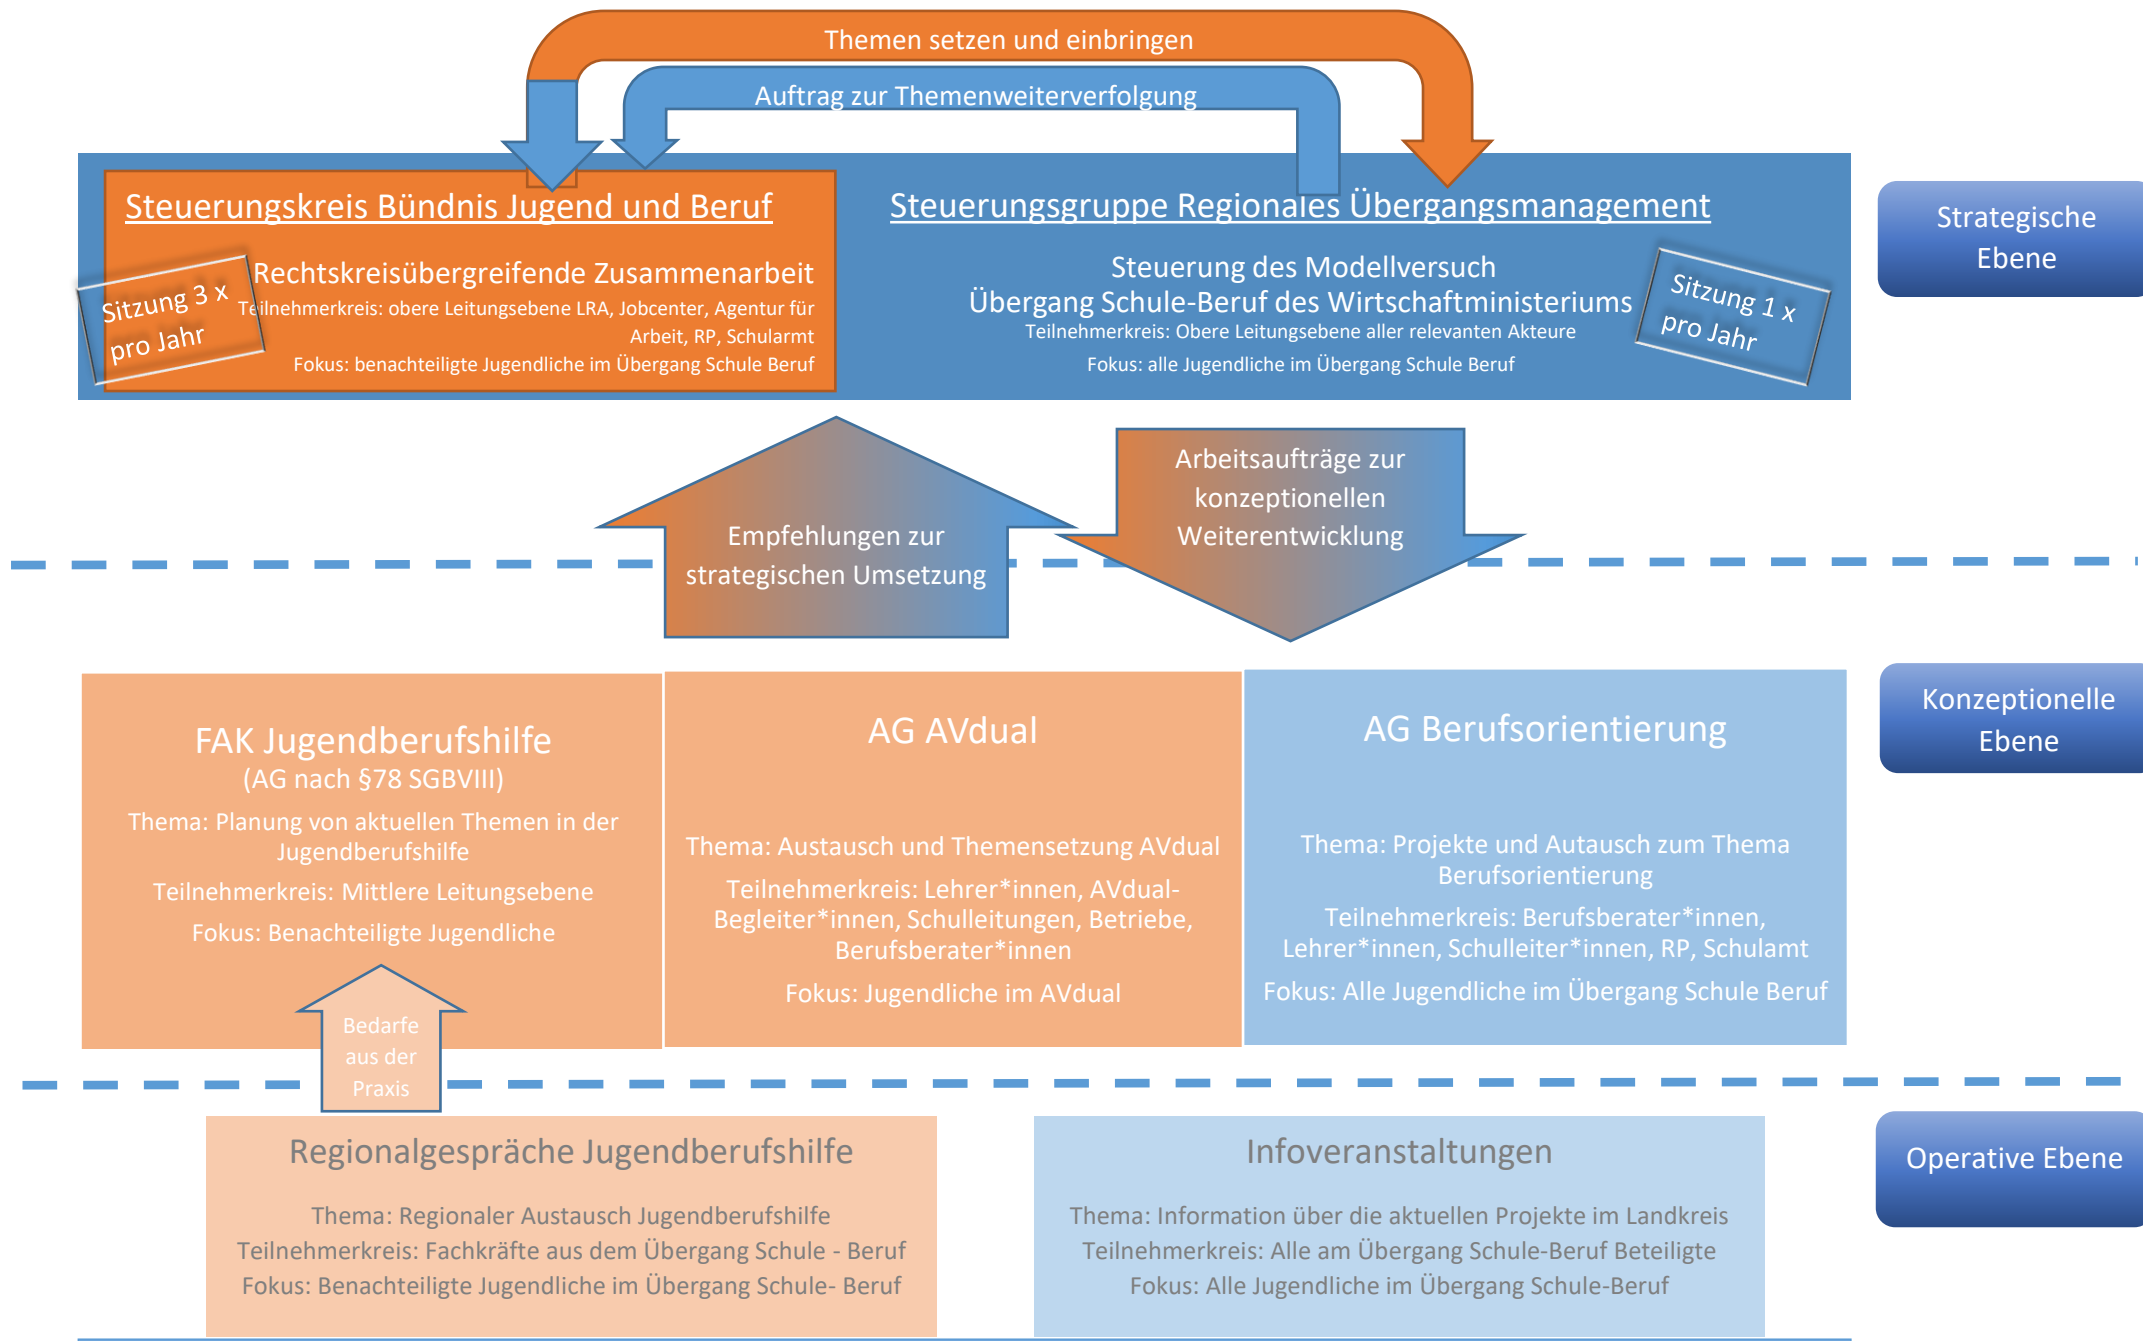 Themen setzen und einbringen
Auftrag zur Themenweiterverfolgung
Steuerungskreis Bündnis Jugend und Beruf
Rechtskreisübergreifende Zusammenarbeit
Teilnehmerkreis: obere Leitungsebene LRA, Jobcenter, Agentur für
Arbeit, RP, Schularmt
Fokus: benachteiligte Jugendliche im Übergang Schule Beruf
Sitzung 3 x
pro Jahr
Steuerungsgruppe Regionales Übergangsmanagement
Steuerung des Modellversuch
Übergang Schule-Beruf des Wirtschaftministeriums
Teilnehmerkreis: Obere Leitungsebene aller relevanten Akteure
Fokus: alle Jugendliche im Übergang Schule Beruf
Sitzung 1 x
pro Jahr
Strategische
Ebene
Empfehlungen zur
strategischen Umsetzung
Arbeitsaufträge zur
konzeptionellen
Weiterentwicklung
FAK Jugendberufshilfe
(AG nach §78 SGBVIII)
Thema: Planung von aktuellen Themen in der
Jugendberufshilfe
Teilnehmerkreis: Mittlere Leitungsebene
Fokus: Benachteiligte Jugendliche
AG AVdual
Thema: Austausch und Themensetzung AVdual
Teilnehmerkreis: Lehrer*innen, AVdual-
Begleiter*innen, Schulleitungen, Betriebe,
Berufsberater*innen
Fokus: Jugendliche im AVdual
AG Berufsorientierung
Thema: Projekte und Autausch zum Thema
Berufsorientierung
Teilnehmerkreis: Berufsberater*innen,
Lehrer*innen, Schulleiter*innen, RP, Schulamt
Fokus: Alle Jugendliche im Übergang Schule Beruf
Konzeptionelle
Ebene
Bedarfe
aus der
Praxis
Regionalgespräche Jugendberufshilfe
Thema: Regionaler Austausch Jugendberufshilfe
Teilnehmerkreis: Fachkräfte aus dem Übergang Schule - Beruf
Fokus: Benachteiligte Jugendliche im Übergang Schule- Beruf
Infoveranstaltungen
Thema: Information über die aktuellen Projekte im Landkreis
Teilnehmerkreis: Alle am Übergang Schule-Beruf Beteiligte
Fokus: Alle Jugendliche im Übergang Schule-Beruf
Operative Ebene